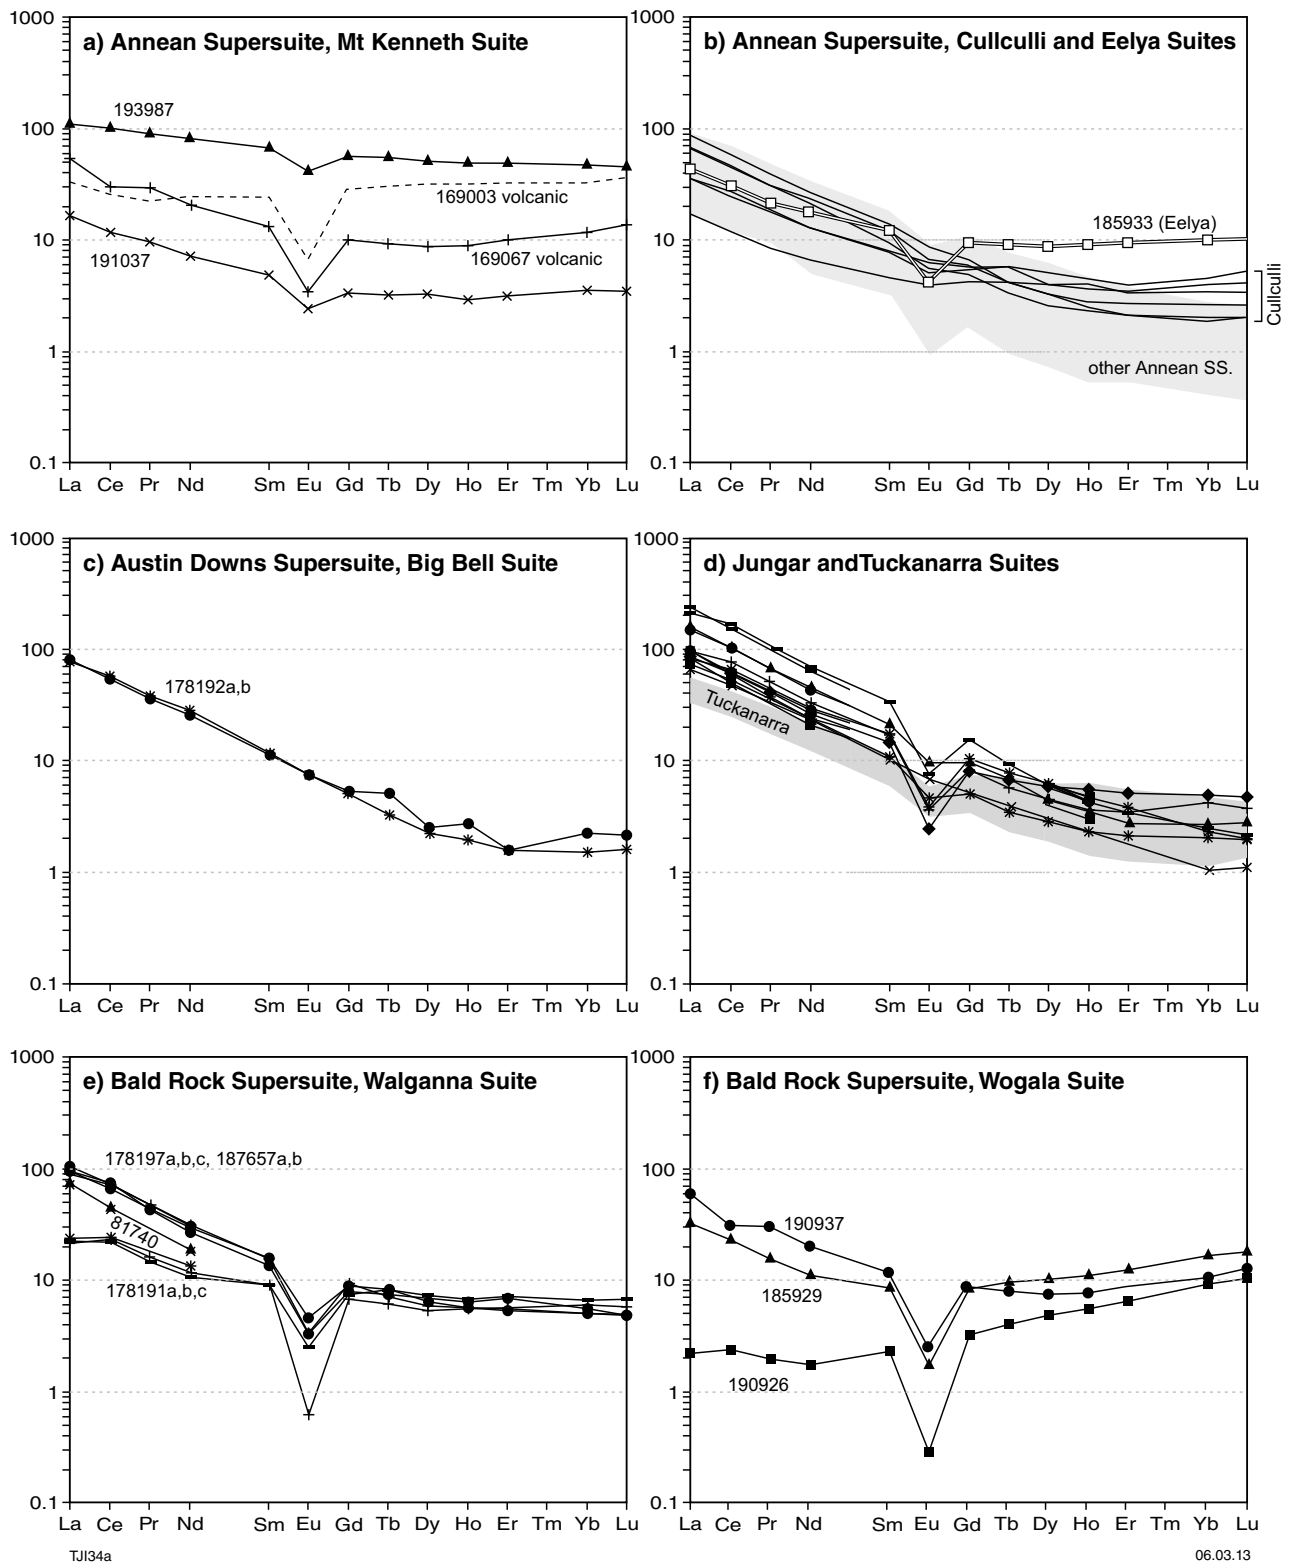 a) Annean Supersuite, Mt Kenneth Suite
1000
100
10
1
0.1
193987
169003 volcanic
169067 volcanic
191037
La Ce Pr Nd Sm Eu Gd Tb Dy Ho Er Tm Yb Lu
b) Annean Supersuite, Cullculli and Eelya Suites
1000
100
10
1
0.1
185933 (Eelya)
Cullculli
other Annean SS.
La Ce Pr Nd Sm Eu Gd Tb Dy Ho Er Tm Yb Lu
c) Austin Downs Supersuite, Big Bell Suite
1000
100
10
1
0.1
178192a,b
La Ce Pr Nd Sm Eu Gd Tb Dy Ho Er Tm Yb Lu
d) Jungar andTuckanarra Suites
1000
100
10
1
0.1
Tuckanarra
La Ce Pr Nd Sm Eu Gd Tb Dy Ho Er Tm Yb Lu
e) Bald Rock Supersuite, Walganna Suite
1000
100
10
1
0.1
178197a,b,c, 187657a,b
81740
178191a,b,c
La Ce Pr Nd Sm Eu Gd Tb Dy Ho Er Tm Yb Lu
f) Bald Rock Supersuite, Wogala Suite
1000
100
10
1
0.1
190937
185929
190926
La Ce Pr Nd Sm Eu Gd Tb Dy Ho Er Tm Yb Lu
TJI34a
06.03.13